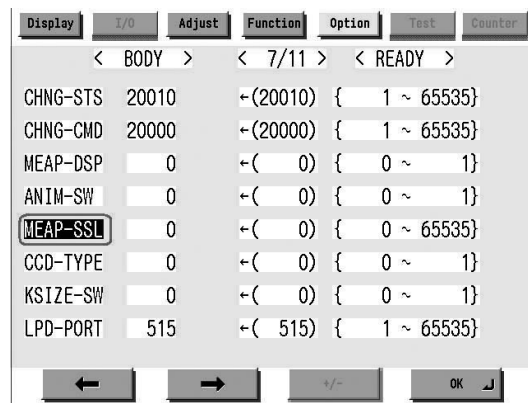 Display I/O Adjust Function Option Test Counter
< BODY > < 7/11 > < READY >
CHNG-STS 20010 ←(20010) { 1 ~ 65535}
CHNG-CMD 20000 ←(20000) { 1 ~ 65535}
MEAP-DSP 0 ←( 0) { 0 ~ 1}
ANIM-SW 0 ←( 0) { 0 ~ 1}
MEAP-SSL 0 ←( 0) { 0 ~ 65535}
CCD-TYPE 0 ←( 0) { 0 ~ 1}
KSIZE-SW 0 ←( 0) { 0 ~ 1}
LPD-PORT 515 ←( 515) { 1 ~ 65535}
← → +/- OK ↵